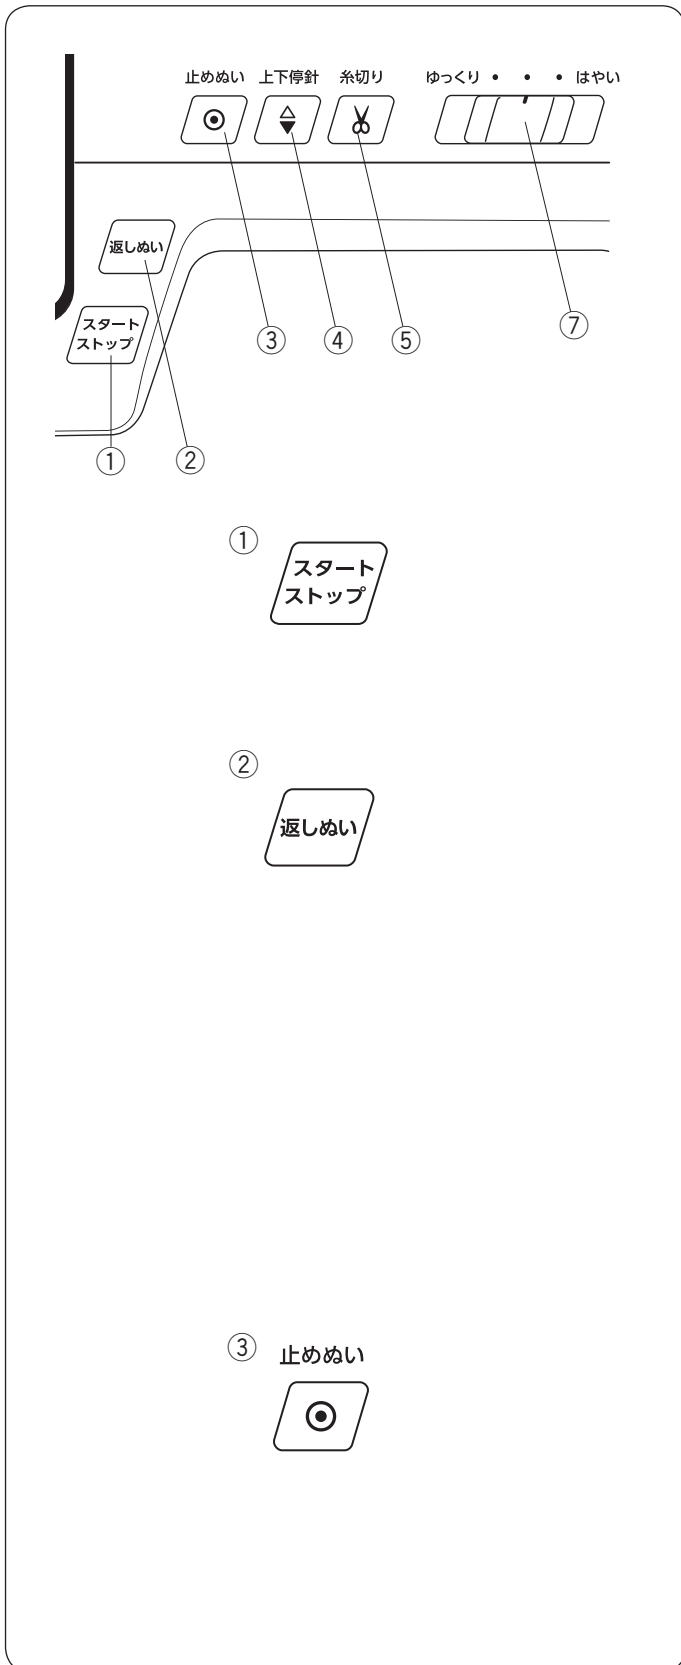 止めぬい 上下停針 糸切り ゆっくり • • • はやい
返しぬい
スタート
ストップ
③ ④ ⑤ ⑦
① ②
①
スタート
ストップ
②
返しぬい
③ 止めぬい